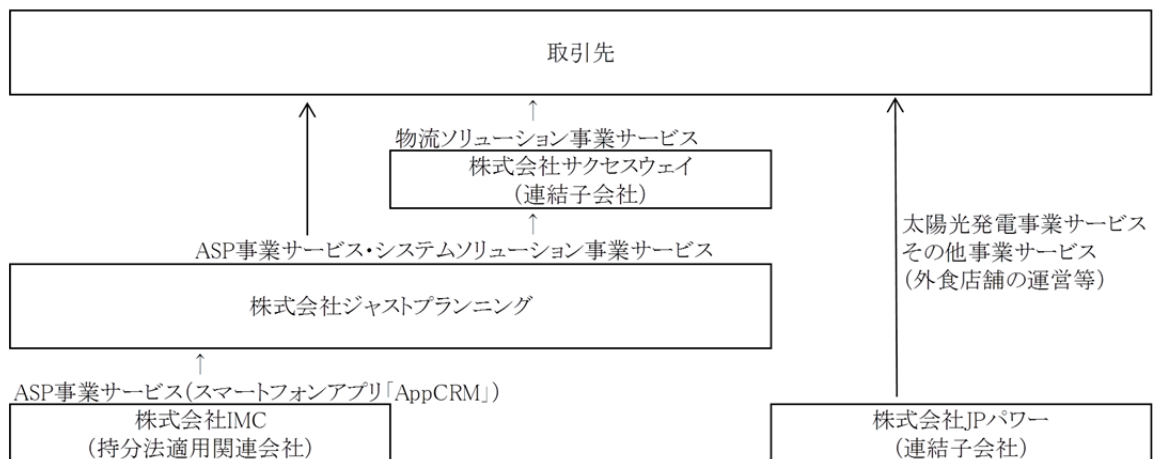 取引先
↑
物流ソリューション事業サービス
株式会社サクセスウェイ
(連結子会社)
↑
ASP事業サービス・システムソリューション事業サービス
太陽光発電事業サービス
その他事業サービス
(外食店舗の運営等)
株式会社ジャストプランニング
↑
ASP事業サービス(スマートフォンアプリ「AppCRM」)
株式会社IMC
(持分法適用関連会社)
株式会社JPパワー
(連結子会社)